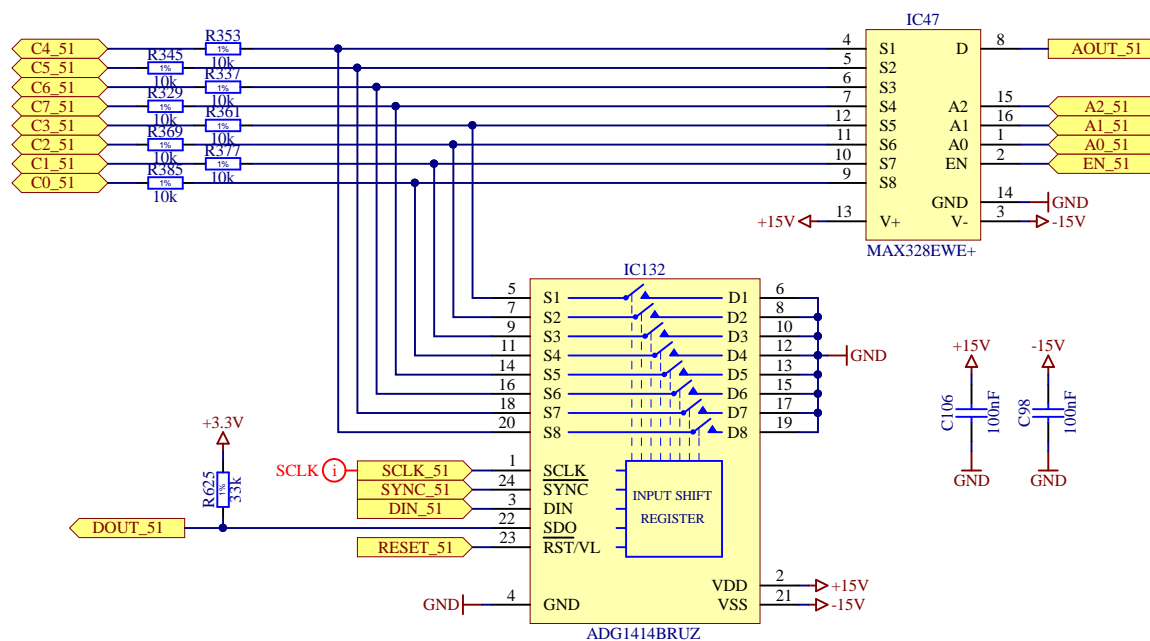 IC47
C4_51 R353 1% 10k 4 S1 D 8 AOUT_51
C5_51 R345 1% 10k 5 S2
C6_51 R337 1% 10k 6 S3
C7_51 R329 1% 10k 7 S4 A2 15 A2_51
C3_51 R361 1% 10k 12 S5 A1 16 A1_51
C2_51 R369 1% 10k 11 S6 A0 1 A0_51
C1_51 R377 1% 10k 10 S7 EN 2 EN_51
C0_51 R385 1% 10k 9 S8
GND 14 GND
+15V 13 V+ V- 3 -15V
MAX328EWE+
IC132
5 S1 D1 6
7 S2 D2 8
9 S3 D3 10
11 S4 D4 12 GND
14 S5 D5 13
16 S6 D6 15
18 S7 D7 17
20 S8 D8 19
+15V -15V
C106 100nF C98 100nF
GND GND
+3.3V
R625 1% 33k
SCLK i SCLK_51 1 SCLK
SYNC_51 24 SYNC
DIN_51 3 DIN
DOUT_51 22 SDO
RESET_51 23 RST/VL
INPUT SHIFT
REGISTER
VDD 2 +15V
GND 4 GND VSS 21 -15V
ADG1414BRUZ